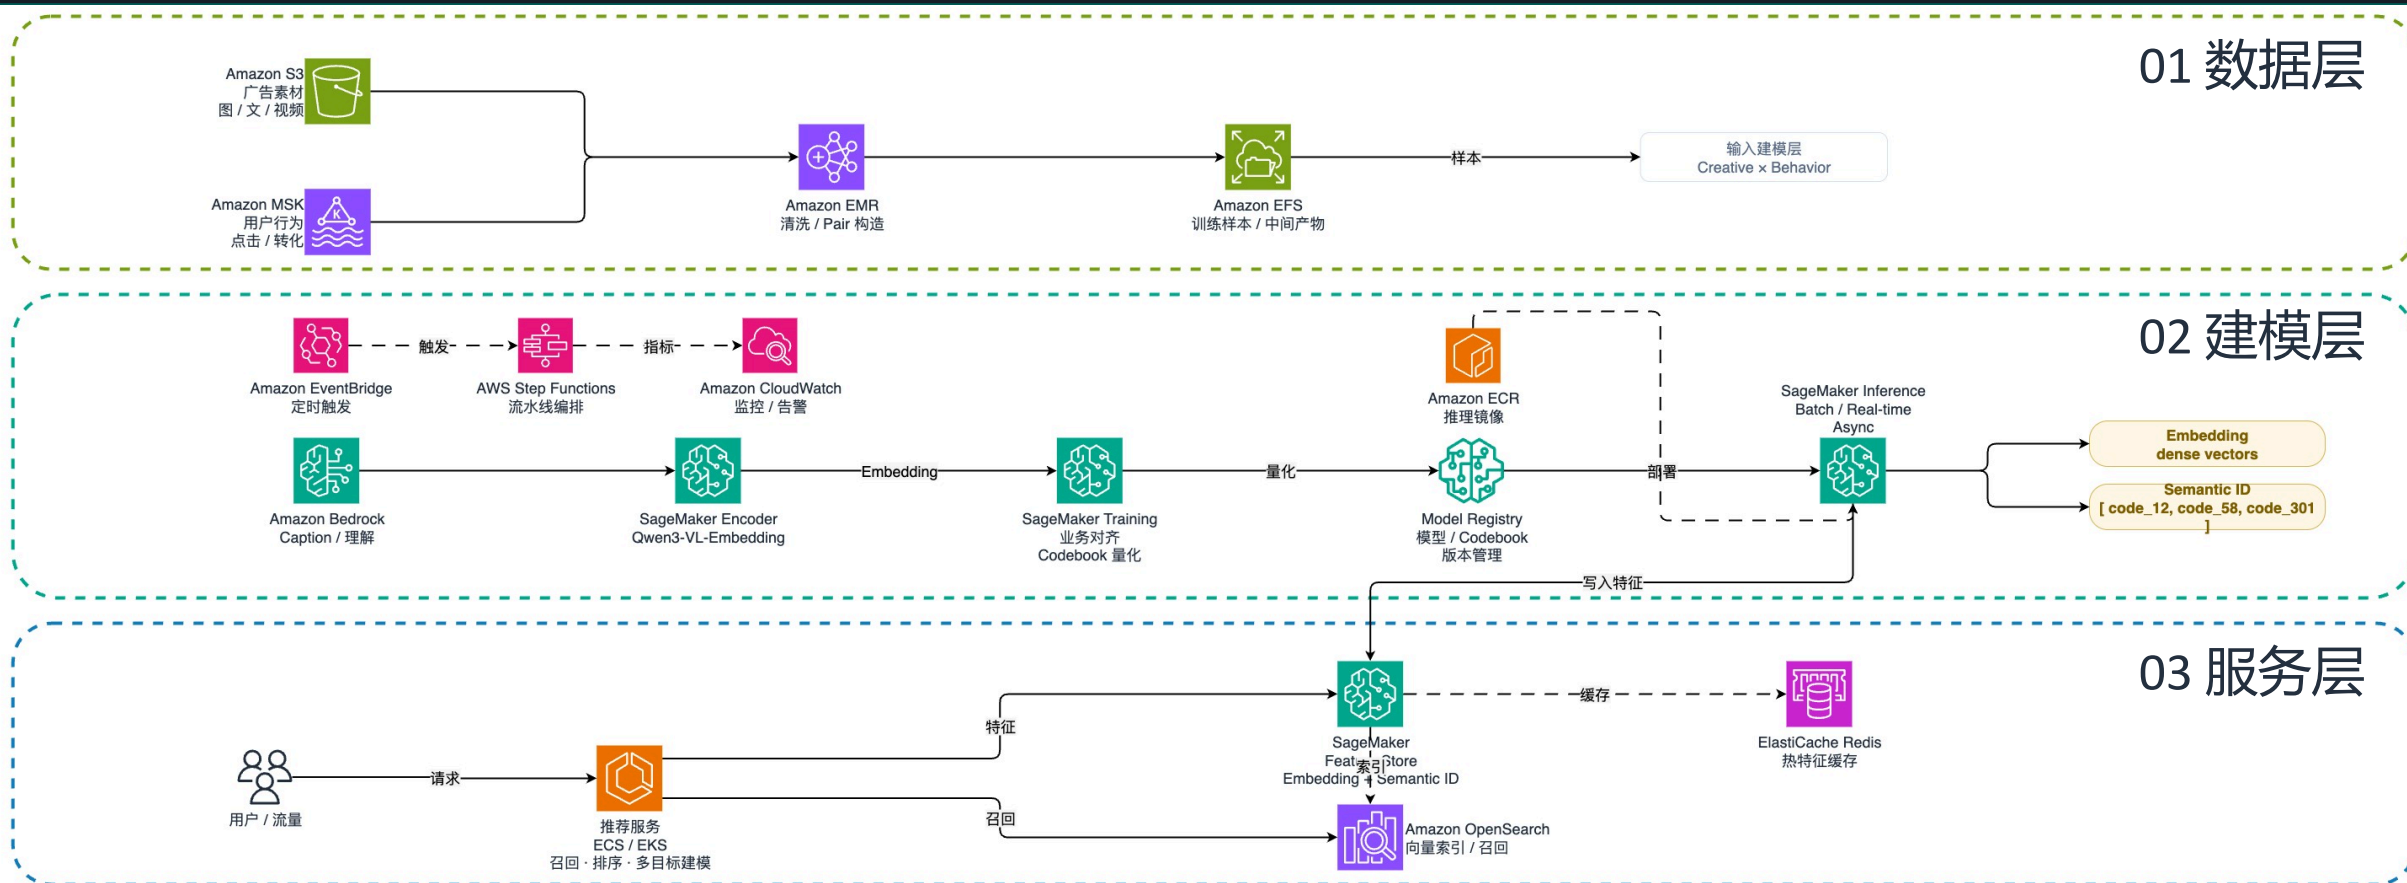 01 数据层
Amazon S3
广告素材
图 / 文 / 视频
Amazon MSK
用户行为
点击 / 转化
Amazon EMR
清洗 / Pair 构造
Amazon EFS
训练样本 / 中间产物
样本
输入建模层
Creative × Behavior
02 建模层
Amazon EventBridge
定时触发
触发
AWS Step Functions
流水线编排
指标
Amazon CloudWatch
监控 / 告警
Amazon ECR
推理镜像
SageMaker Inference
Batch / Real-time
Async
Amazon Bedrock
Caption / 理解
SageMaker Encoder
Qwen3-VL-Embedding
Embedding
SageMaker Training
业务对齐
Codebook 量化
量化
Model Registry
模型 / Codebook
版本管理
部署
Embedding
dense vectors
Semantic ID
[ code_12, code_58, code_301
]
写入特征
03 服务层
用户 / 流量
请求
推荐服务
ECS / EKS
召回 · 排序 · 多目标建模
特征
召回
SageMaker
Store
Embedding + Semantic ID
索引
缓存
ElastiCache Redis
热特征缓存
Amazon OpenSearch
向量索引 / 召回